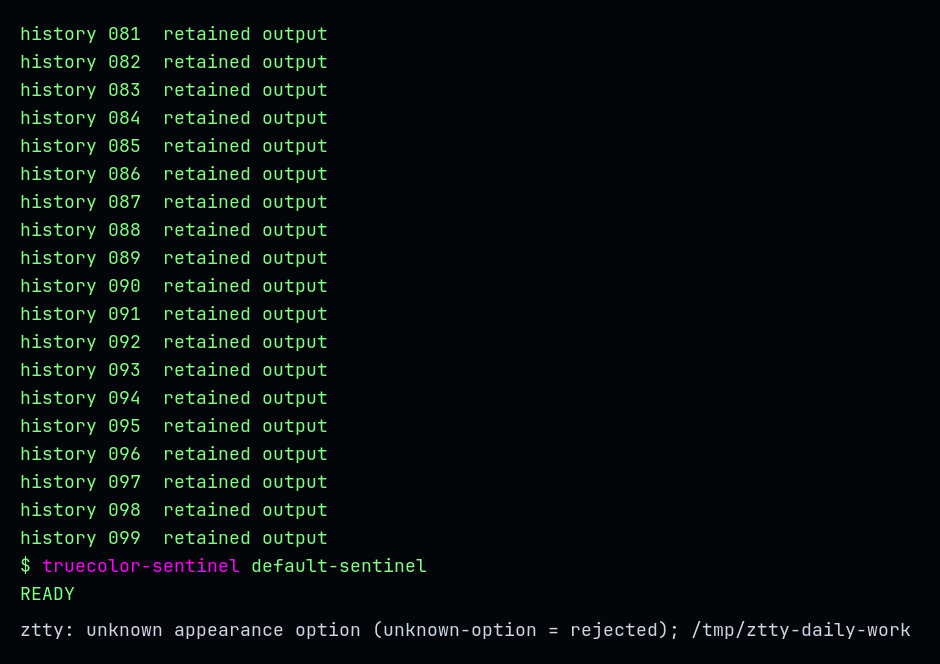 history 081  retained output
history 082  retained output
history 083  retained output
history 084  retained output
history 085  retained output
history 086  retained output
history 087  retained output
history 088  retained output
history 089  retained output
history 090  retained output
history 091  retained output
history 092  retained output
history 093  retained output
history 094  retained output
history 095  retained output
history 096  retained output
history 097  retained output
history 098  retained output
history 099  retained output
$ truecolor-sentinel default-sentinel
READY
ztty: unknown appearance option (unknown-option = rejected); /tmp/ztty-daily-work